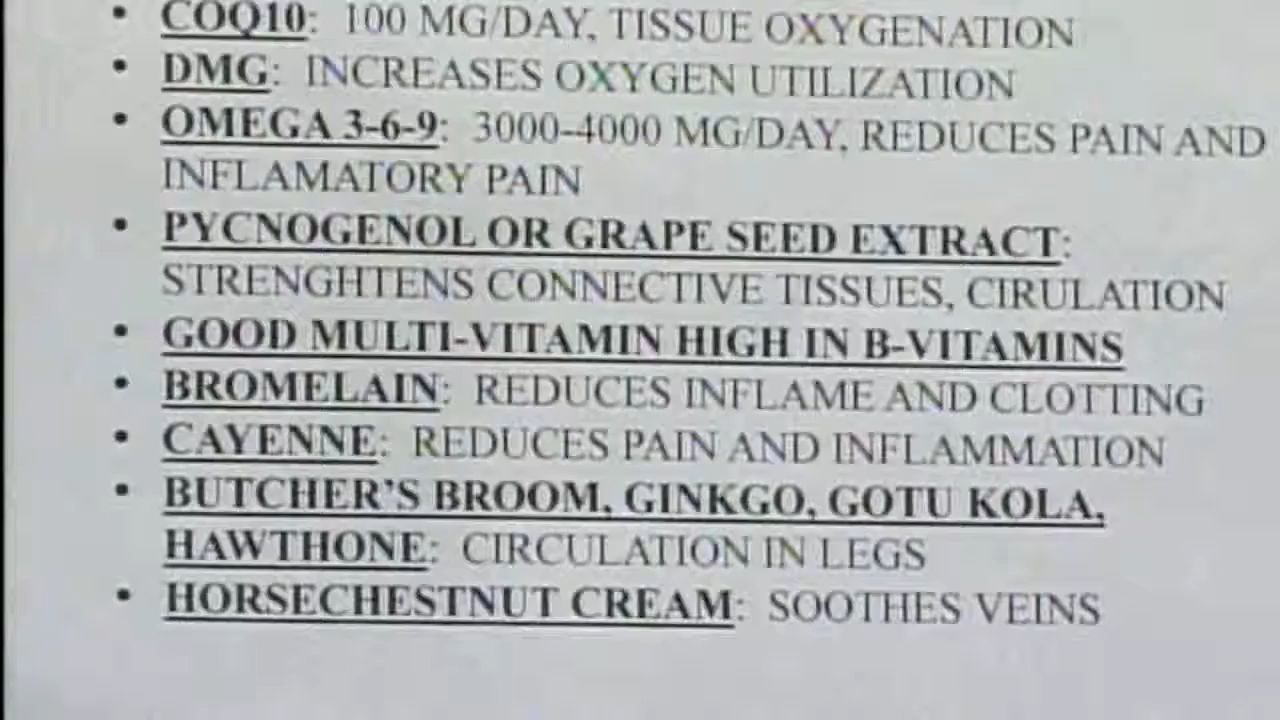 • COQ10: 100 MG/DAY, TISSUE OXYGENATION
• DMG: INCREASES OXYGEN UTILIZATION
• OMEGA 3-6-9: 3000-4000 MG/DAY, REDUCES PAIN AND
INFLAMATORY PAIN
• PYCNOGENOL OR GRAPE SEED EXTRACT:
STRENGHTENS CONNECTIVE TISSUES, CIRULATION
• GOOD MULTI-VITAMIN HIGH IN B-VITAMINS
• BROMELAIN: REDUCES INFLAME AND CLOTTING
• CAYENNE: REDUCES PAIN AND INFLAMMATION
• BUTCHER'S BROOM, GINKGO, GOTU KOLA,
HAWTHONE: CIRCULATION IN LEGS
• HORSECHESTNUT CREAM: SOOTHES VEINS